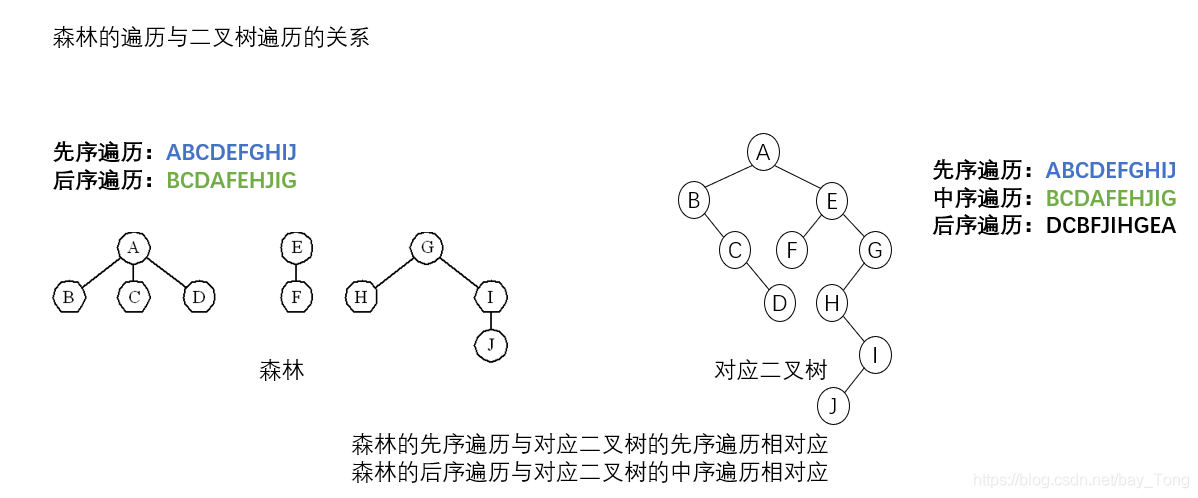 森林的遍历与二叉树遍历的关系
先序遍历：ABCDEFGHIJ
后序遍历：BCDAFEHJIG
A
B
C
D
E
F
G
H
I
J
森林
A
B
E
C
F
G
D
H
I
J
对应二叉树
先序遍历：ABCDEFGHIJ
中序遍历：BCDAFEHJIG
后序遍历：DCBFJIHGEA
森林的先序遍历与对应二叉树的先序遍历相对应
森林的后序遍历与对应二叉树的中序遍历相对应
https://blog.csdn.net/bay_Tong